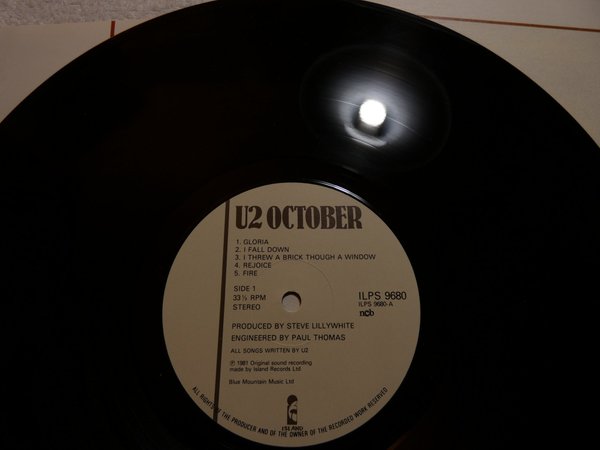 U2 OCTOBER
1. GLORIA
2. I FALL DOWN
3. I THREW A BRICK THOUGH A WINDOW
4. REJOICE
5. FIRE
SIDE 1
33⅓ RPM
STEREO
ILPS 9680
ILPS 9680-A
ncb
PRODUCED BY STEVE LILLYWHITE
ENGINEERED BY PAUL THOMAS
ALL SONGS WRITTEN BY U2
℗ 1981 Original sound recording
made by Island Records Ltd
Blue Mountain Music Ltd
ISLAND
ALL RIGHTS OF THE PRODUCER AND OF THE OWNER OF THE RECORDED WORK RESERVED